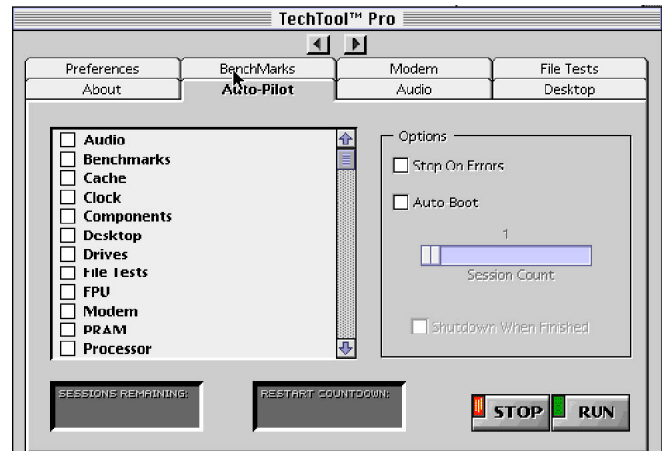 TechTool™ Pro
Preferences BenchMarks Modem File Tests
About Auto-Pilot Audio Desktop
Audio
Benchmarks
Cache
Clock
Components
Desktop
Drives
File Tests
FPU
Modem
PRAM
Processor
Options
Stop On Errors
Auto Boot
1
Session Count
Shutdown When Finished
SESSIONS REMAINING:
RESTART COUNTDOWN:
STOP RUN